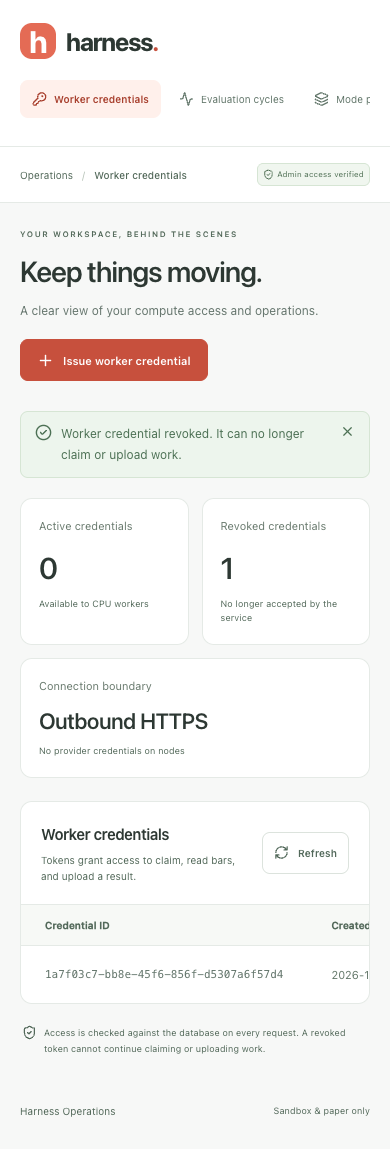 h harness.
Worker credentials Evaluation cycles Mode p
Operations / Worker credentials Admin access verified
YOUR WORKSPACE, BEHIND THE SCENES
Keep things moving.
A clear view of your compute access and operations.
+ Issue worker credential
Worker credential revoked. It can no longer
claim or upload work.
Active credentials
0
Available to CPU workers
Revoked credentials
1
No longer accepted by the
service
Connection boundary
Outbound HTTPS
No provider credentials on nodes
Worker credentials
Tokens grant access to claim, read bars,
and upload a result.
Refresh
Credential ID Created
1a7f03c7-bb8e-45f6-856f-d5307a6f57d4 2026-1
Access is checked against the database on every request. A revoked
token cannot continue claiming or uploading work.
Harness Operations Sandbox & paper only